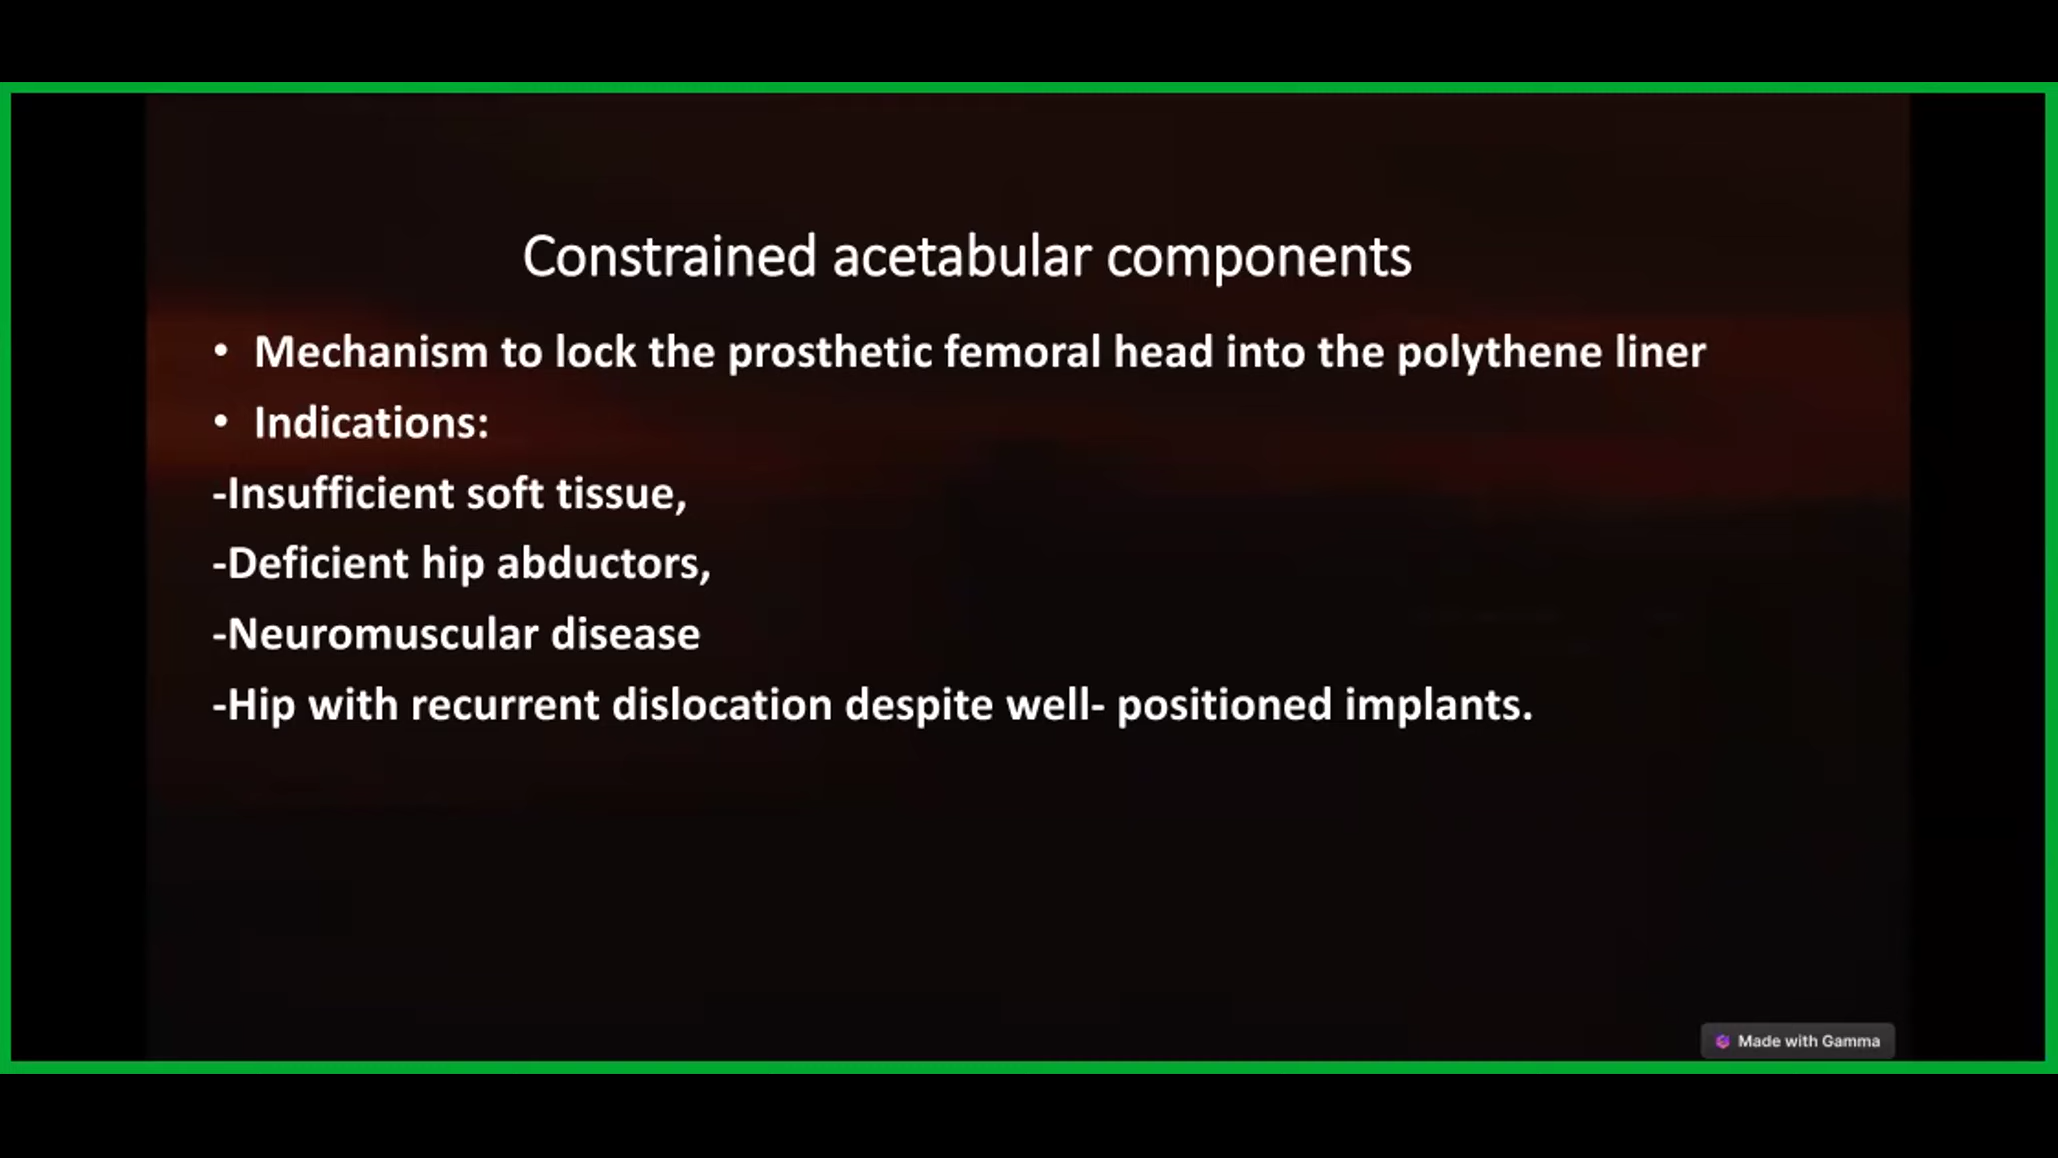 Constrained acetabular components
• Mechanism to lock the prosthetic femoral head into the polythene liner
• Indications:
-Insufficient soft tissue,
-Deficient hip abductors,
-Neuromuscular disease
-Hip with recurrent dislocation despite well- positioned implants.
Made with Gamma